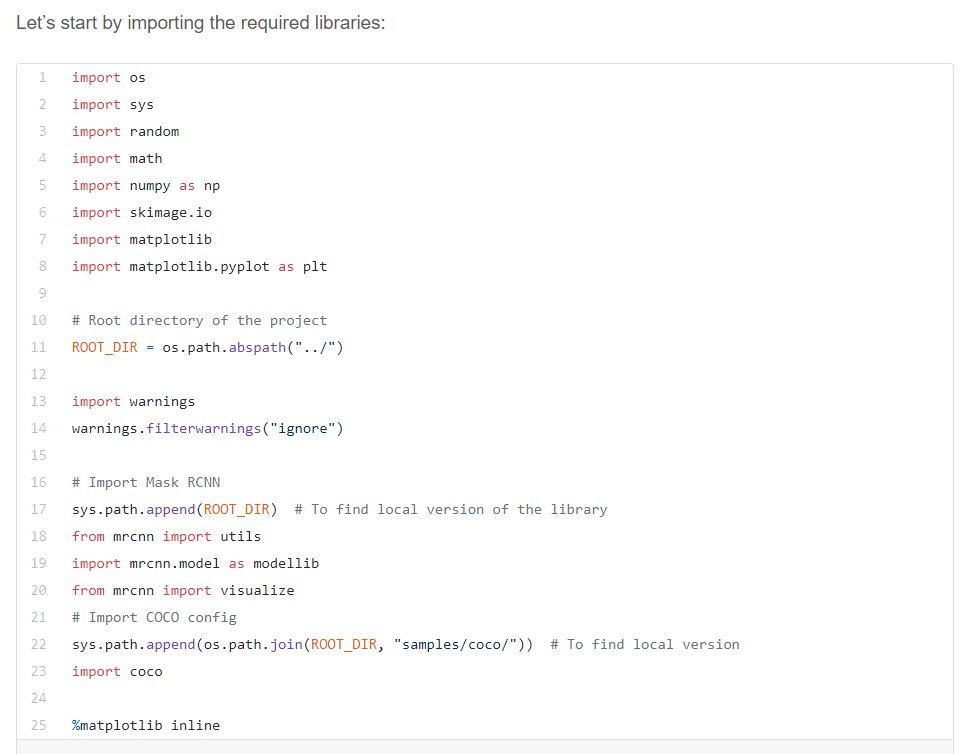 Let’s start by importing the required libraries:
1 import os
2 import sys
3 import random
4 import math
5 import numpy as np
6 import skimage.io
7 import matplotlib
8 import matplotlib.pyplot as plt
9
10 # Root directory of the project
11 ROOT_DIR = os.path.abspath("../")
12
13 import warnings
14 warnings.filterwarnings("ignore")
15
16 # Import Mask RCNN
17 sys.path.append(ROOT_DIR)  # To find local version of the library
18 from mrcnn import utils
19 import mrcnn.model as modellib
20 from mrcnn import visualize
21 # Import COCO config
22 sys.path.append(os.path.join(ROOT_DIR, "samples/coco/"))  # To find local version
23 import coco
24
25 %matplotlib inline